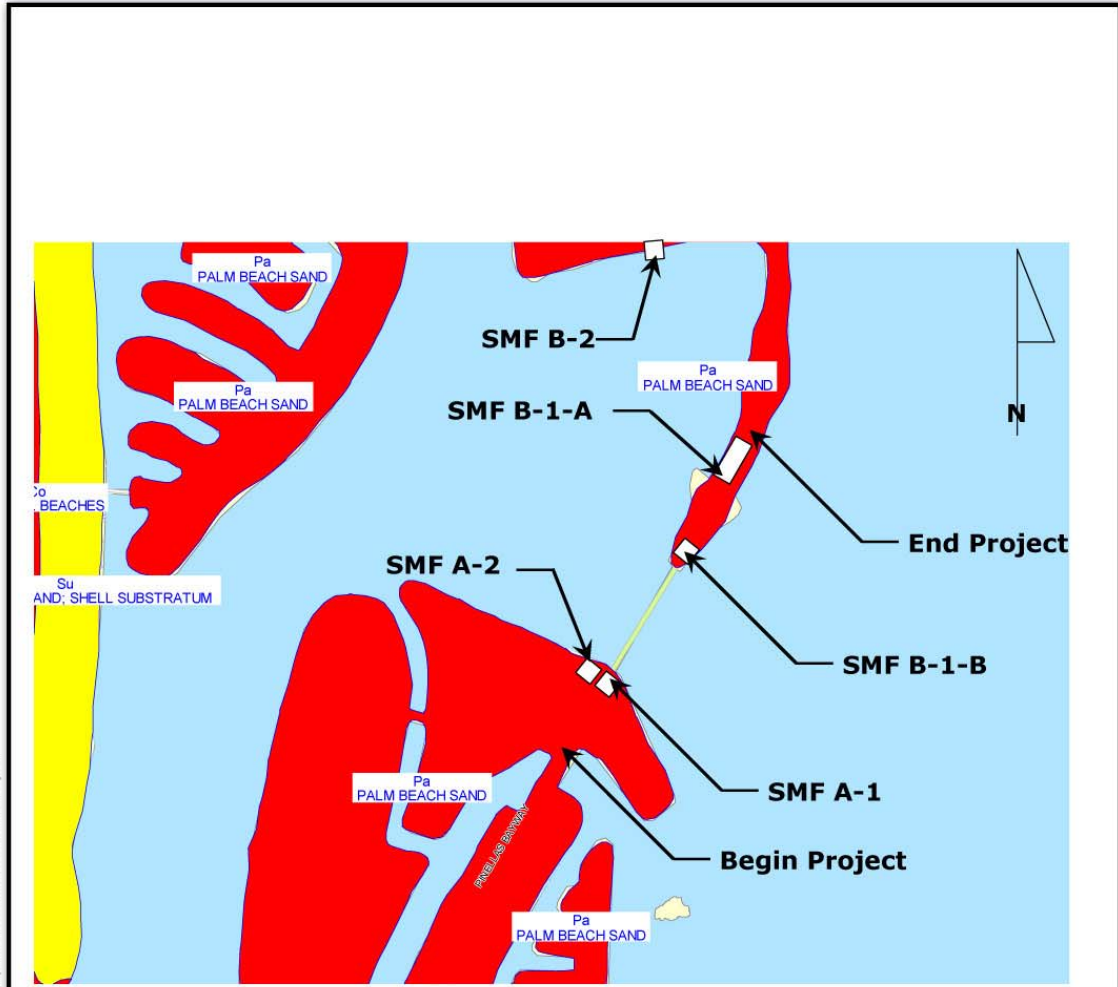 Pa
PALM BEACH SAND
SMF B-2
Pa
PALM BEACH SAND
Pa
PALM BEACH SAND
SMF B-1-A
N
Co
BEACHES
End Project
SMF A-2
Su
AND; SHELL SUBSTRATUM
SMF B-1-B
Pa
PALM BEACH SAND
SMF A-1
PINELLAS BAYWAY
Begin Project
Pa
PALM BEACH SAND